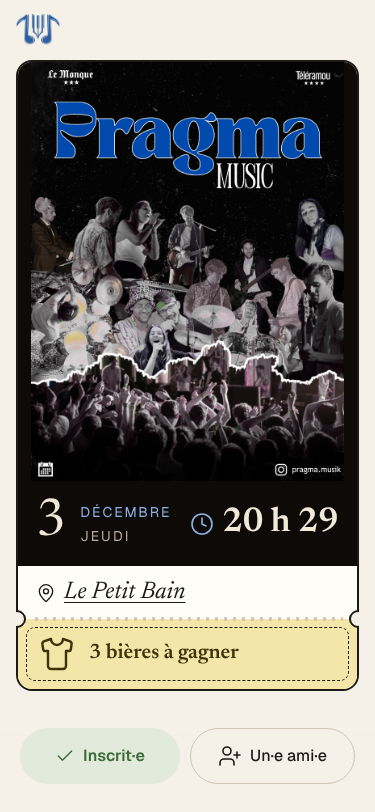 Le Monque
★★★
Téléramou
★★★★
Pragma
MUSIC
pragma.musik
3
DÉCEMBRE
JEUDI
20 h 29
Le Petit Bain
3 bières à gagner
Inscrit·e
Un·e ami·e